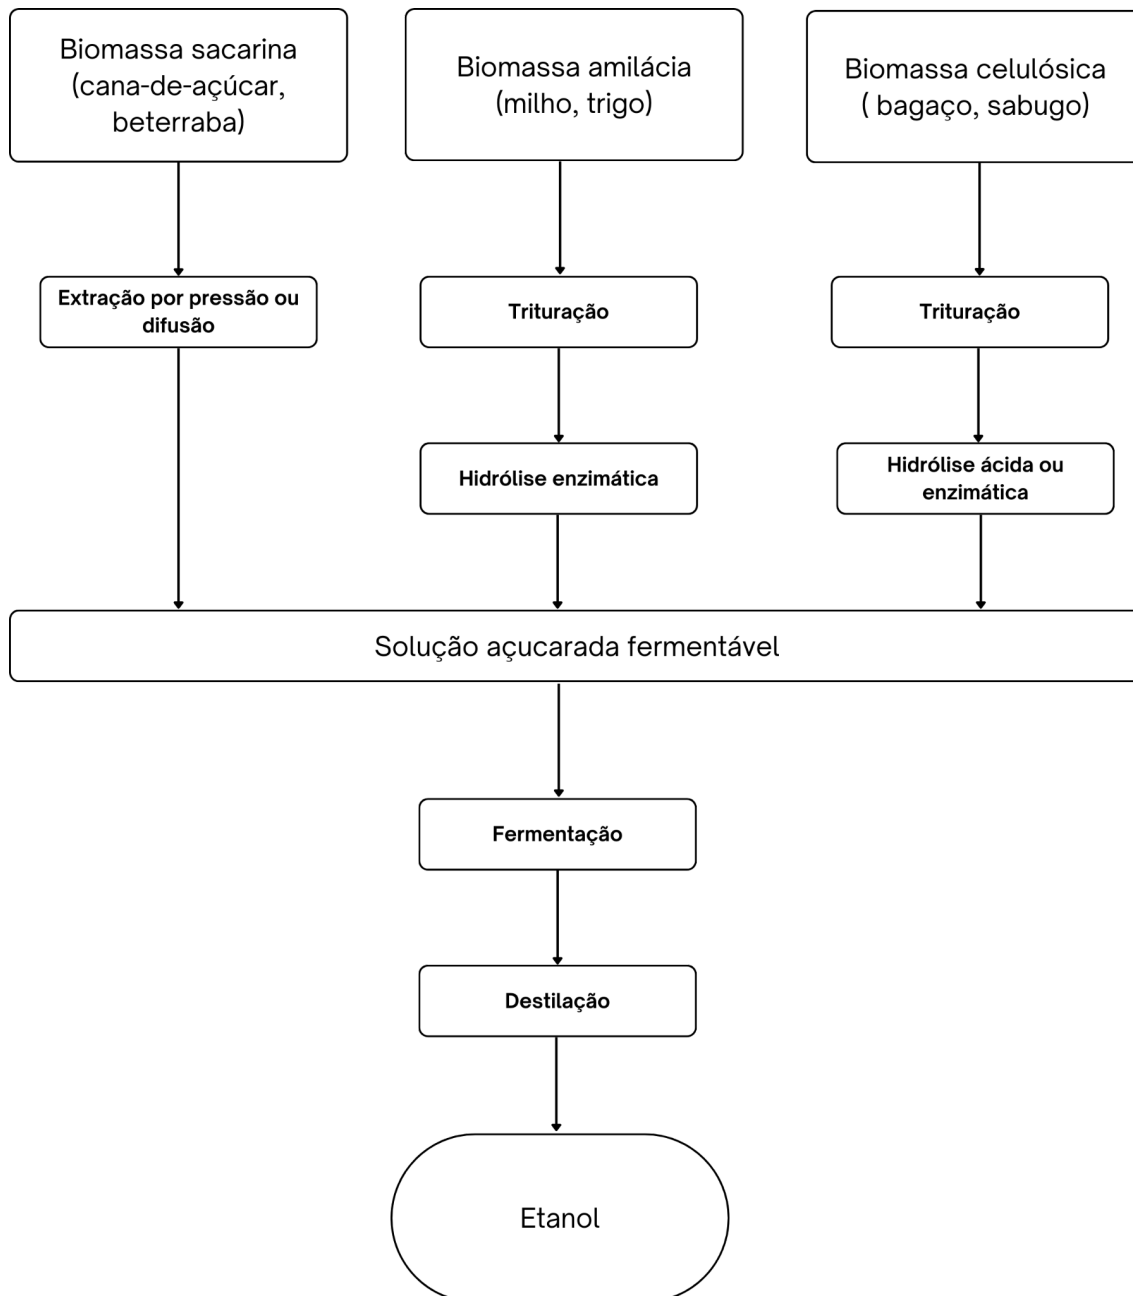 Biomassa sacarina
(cana-de-açúcar,
beterraba)
Biomassa amilácia
(milho, trigo)
Biomassa celulósica
( bagaço, sabugo)
Extração por pressão ou
difusão
Trituração
Trituração
Hidrólise enzimática
Hidrólise ácida ou
enzimática
Solução açucarada fermentável
Fermentação
Destilação
Etanol